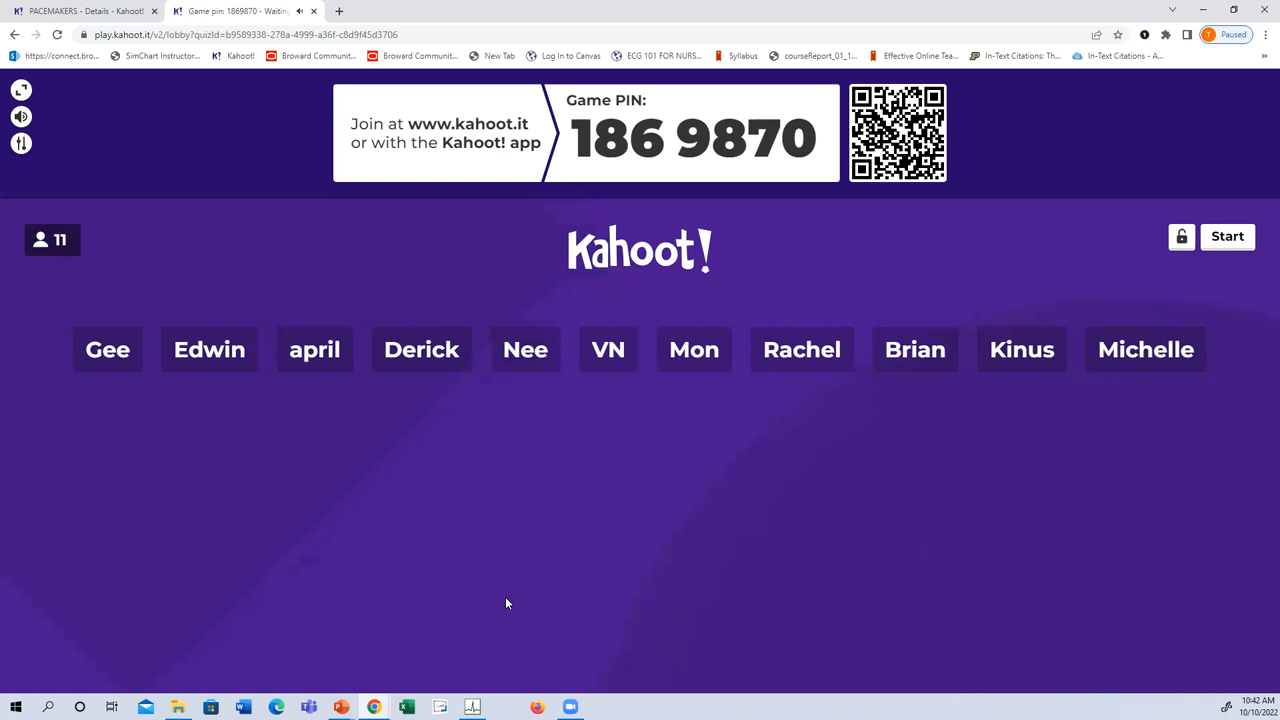 PACEMAKERS - Details - Kahoot!
Game pin: 1869870 - Waiting
play.kahoot.it/v2/lobby?quizId=b9589338-278a-4999-a36f-c8d9f45d3706
Paused
https://connect.bro...
SimChart Instructor...
Kahoot!
Broward Communit...
Broward Communit...
New Tab
Log In to Canvas
ECG 101 FOR NURS...
Syllabus
courseReport_01_1...
Effective Online Tea...
In-Text Citations: Th...
In-Text Citations - A...
Join at www.kahoot.it
or with the Kahoot! app
Game PIN:
186 9870
11
Kahoot!
Start
Gee
Edwin
april
Derick
Nee
VN
Mon
Rachel
Brian
Kinus
Michelle
10:42 AM
10/10/2022